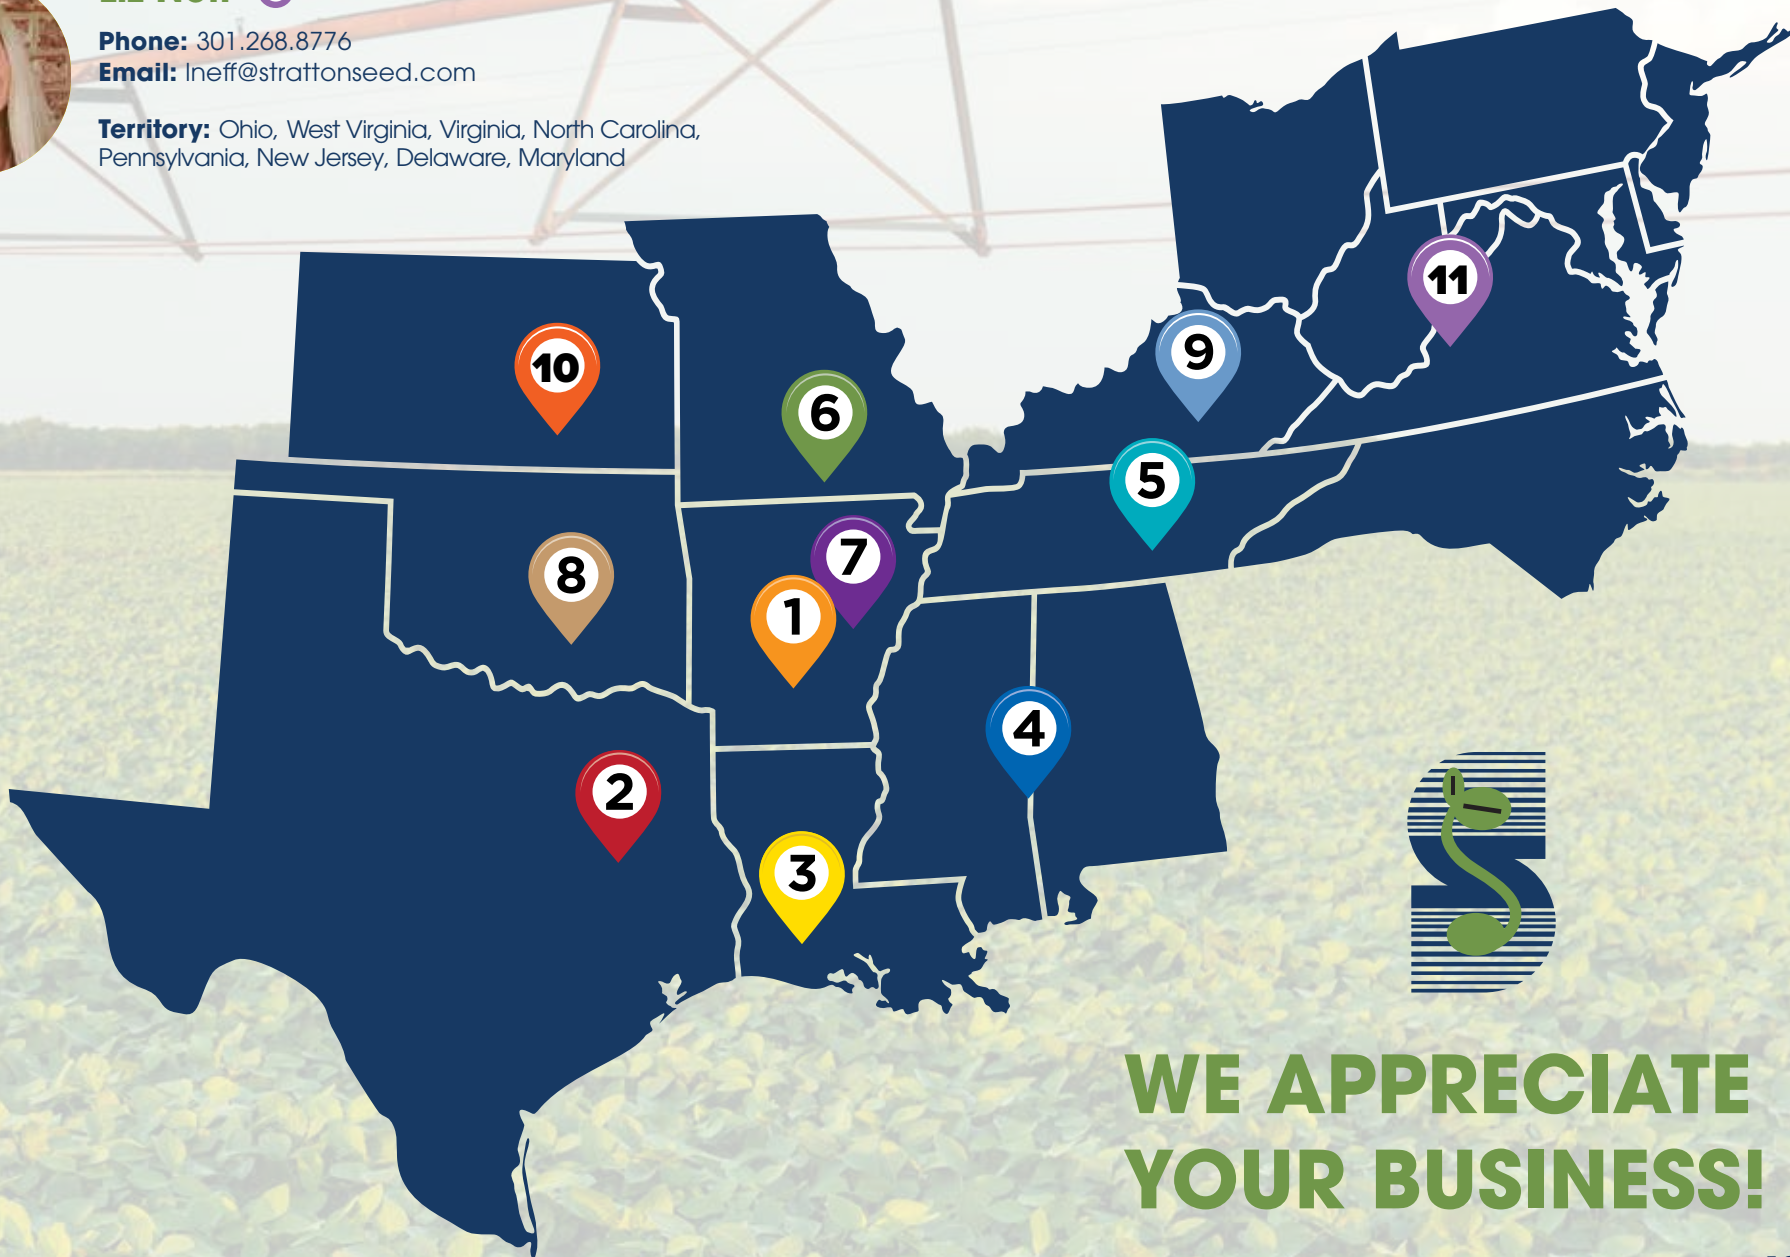 Phone: 301.268.8776
Email: lneff@strattonseed.com
Territory: Ohio, West Virginia, Virginia, North Carolina,
Pennsylvania, New Jersey, Delaware, Maryland
11
9
10
6
5
7
8
1
4
2
3
WE APPRECIATE
YOUR BUSINESS!